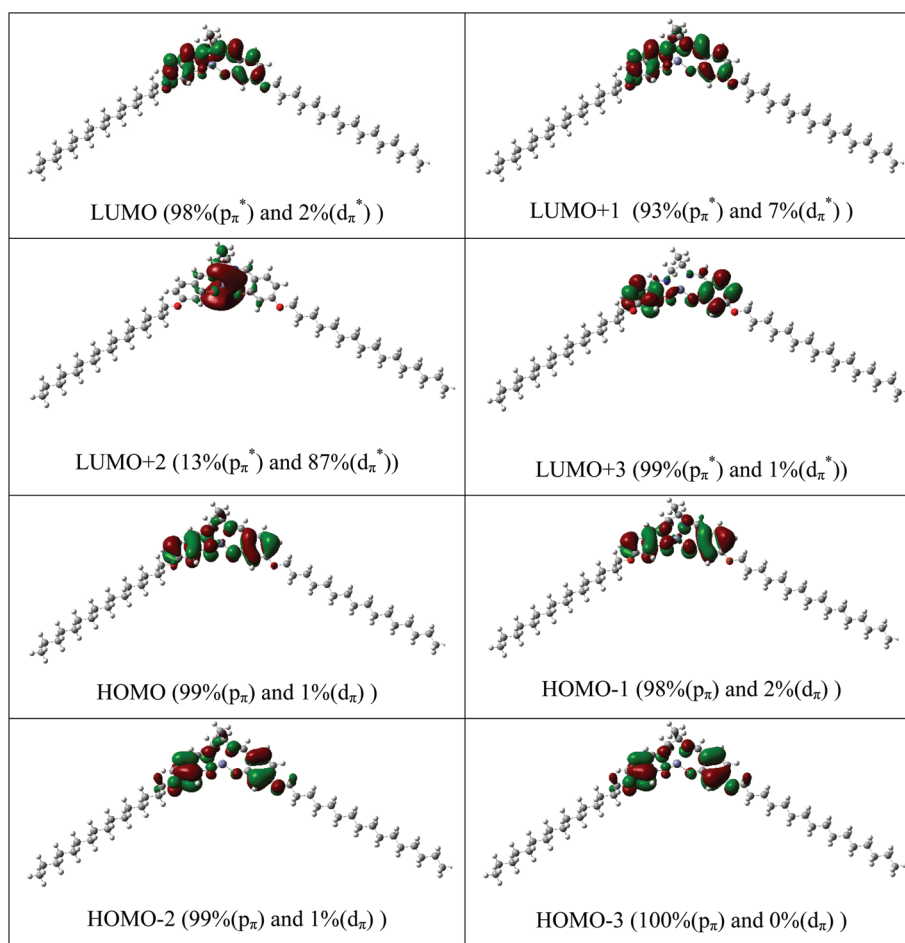 LUMO (98%(pπ*) and 2%(dπ*) )
LUMO+1 (93%(pπ*) and 7%(dπ*) )
LUMO+2 (13%(pπ*) and 87%(dπ*))
LUMO+3 (99%(pπ*) and 1%(dπ*))
HOMO (99%(pπ) and 1%(dπ) )
HOMO-1 (98%(pπ) and 2%(dπ) )
HOMO-2 (99%(pπ) and 1%(dπ) )
HOMO-3 (100%(pπ) and 0%(dπ) )